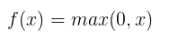 f(x) = max(0, x)